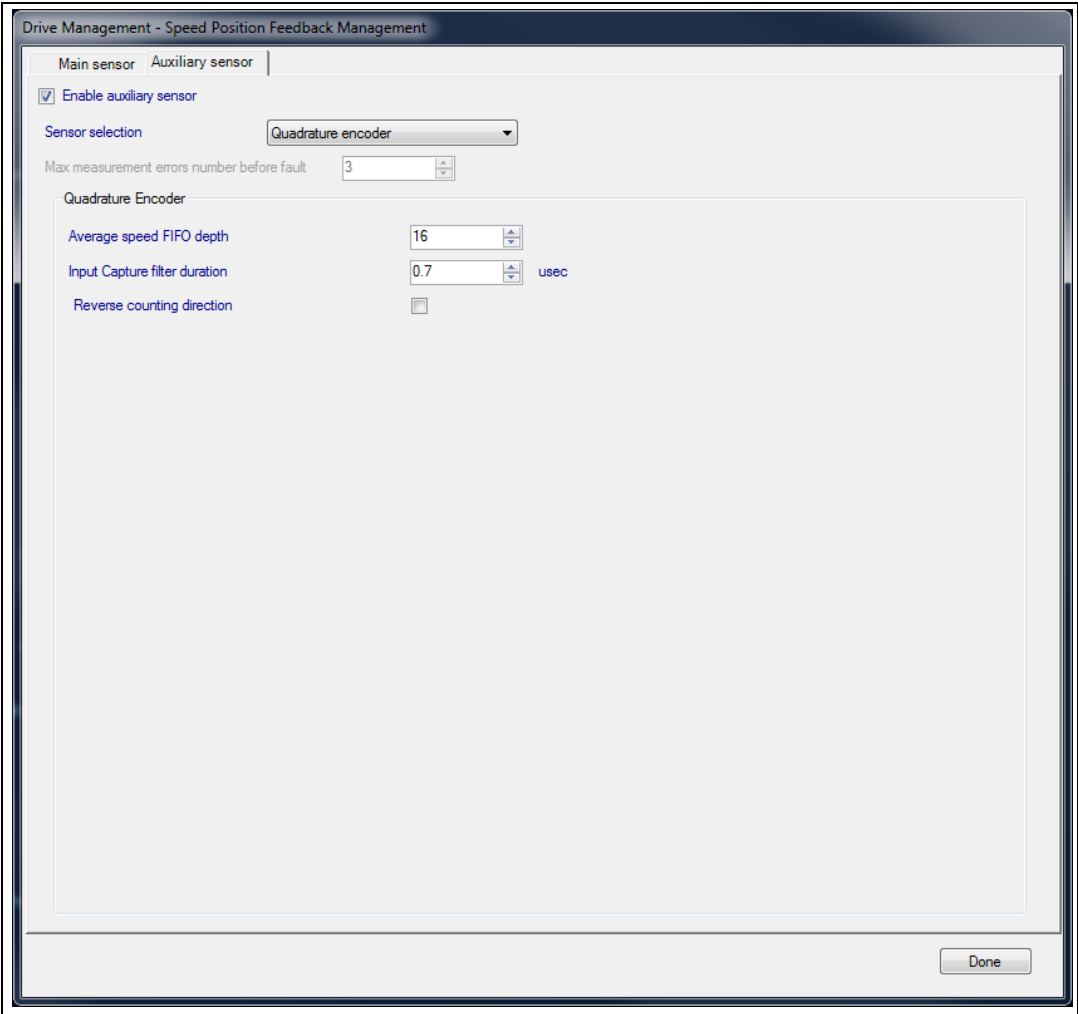 Drive Management - Speed Position Feedback Management
Main sensor Auxiliary sensor
Enable auxiliary sensor
Sensor selection Quadrature encoder
Max measurement errors number before fault 3
Quadrature Encoder
Average speed FIFO depth 16
Input Capture filter duration 0.7 usec
Reverse counting direction
Done